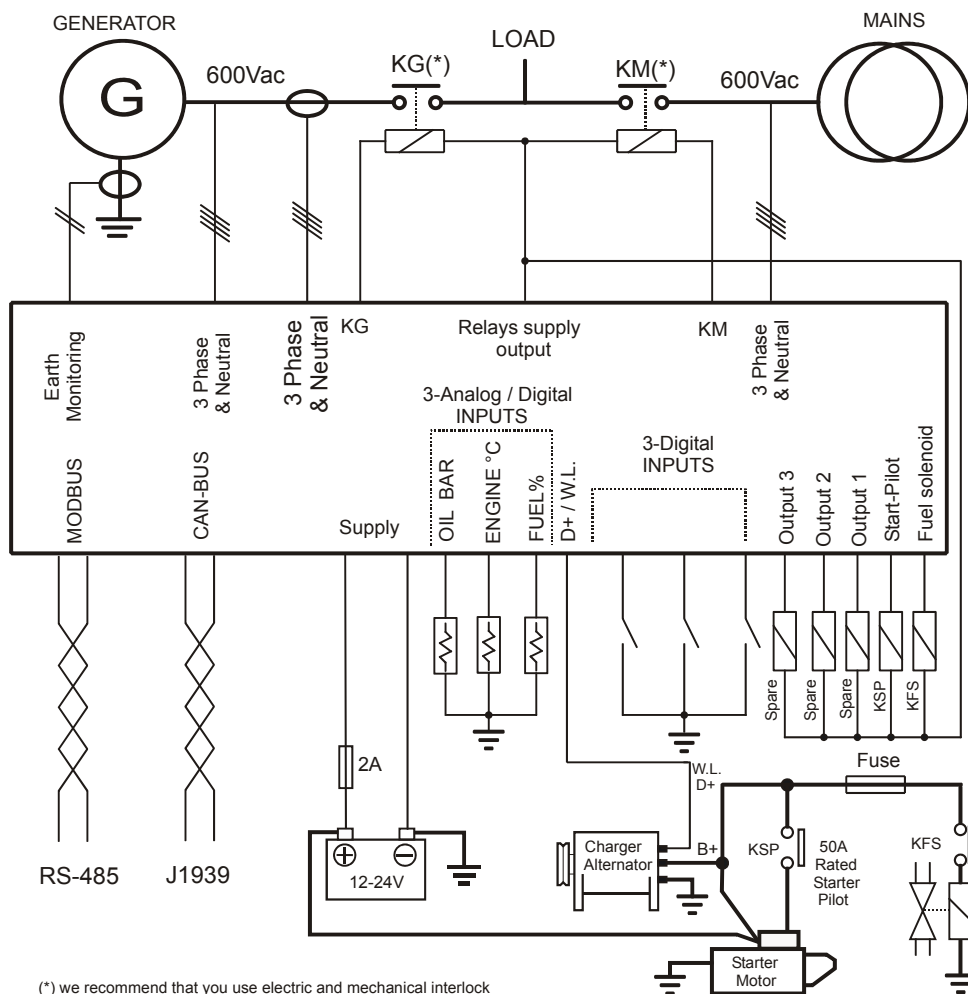 GENERATOR
MAINS
LOAD
KG(*)
KM(*)
600Vac
600Vac
G
Earth
Monitoring
3 Phase
& Neutral
3 Phase
& Neutral
KG
Relays supply
output
KM
3 Phase
& Neutral
3-Analog / Digital
INPUTS
3-Digital
INPUTS
MODBUS
CAN-BUS
Supply
OIL BAR
ENGINE °C
FUEL%
D+ / W.L.
Output 3
Output 2
Output 1
Start-Pilot
Fuel solenoid
Spare
Spare
Spare
KSP
KFS
2A
W.L.
D+
Fuse
Charger
Alternator
B+
KSP
50A
Rated
Starter
Pilot
KFS
RS-485
J1939
12-24V
Starter
Motor
(*) we recommend that you use electric and mechanical interlock